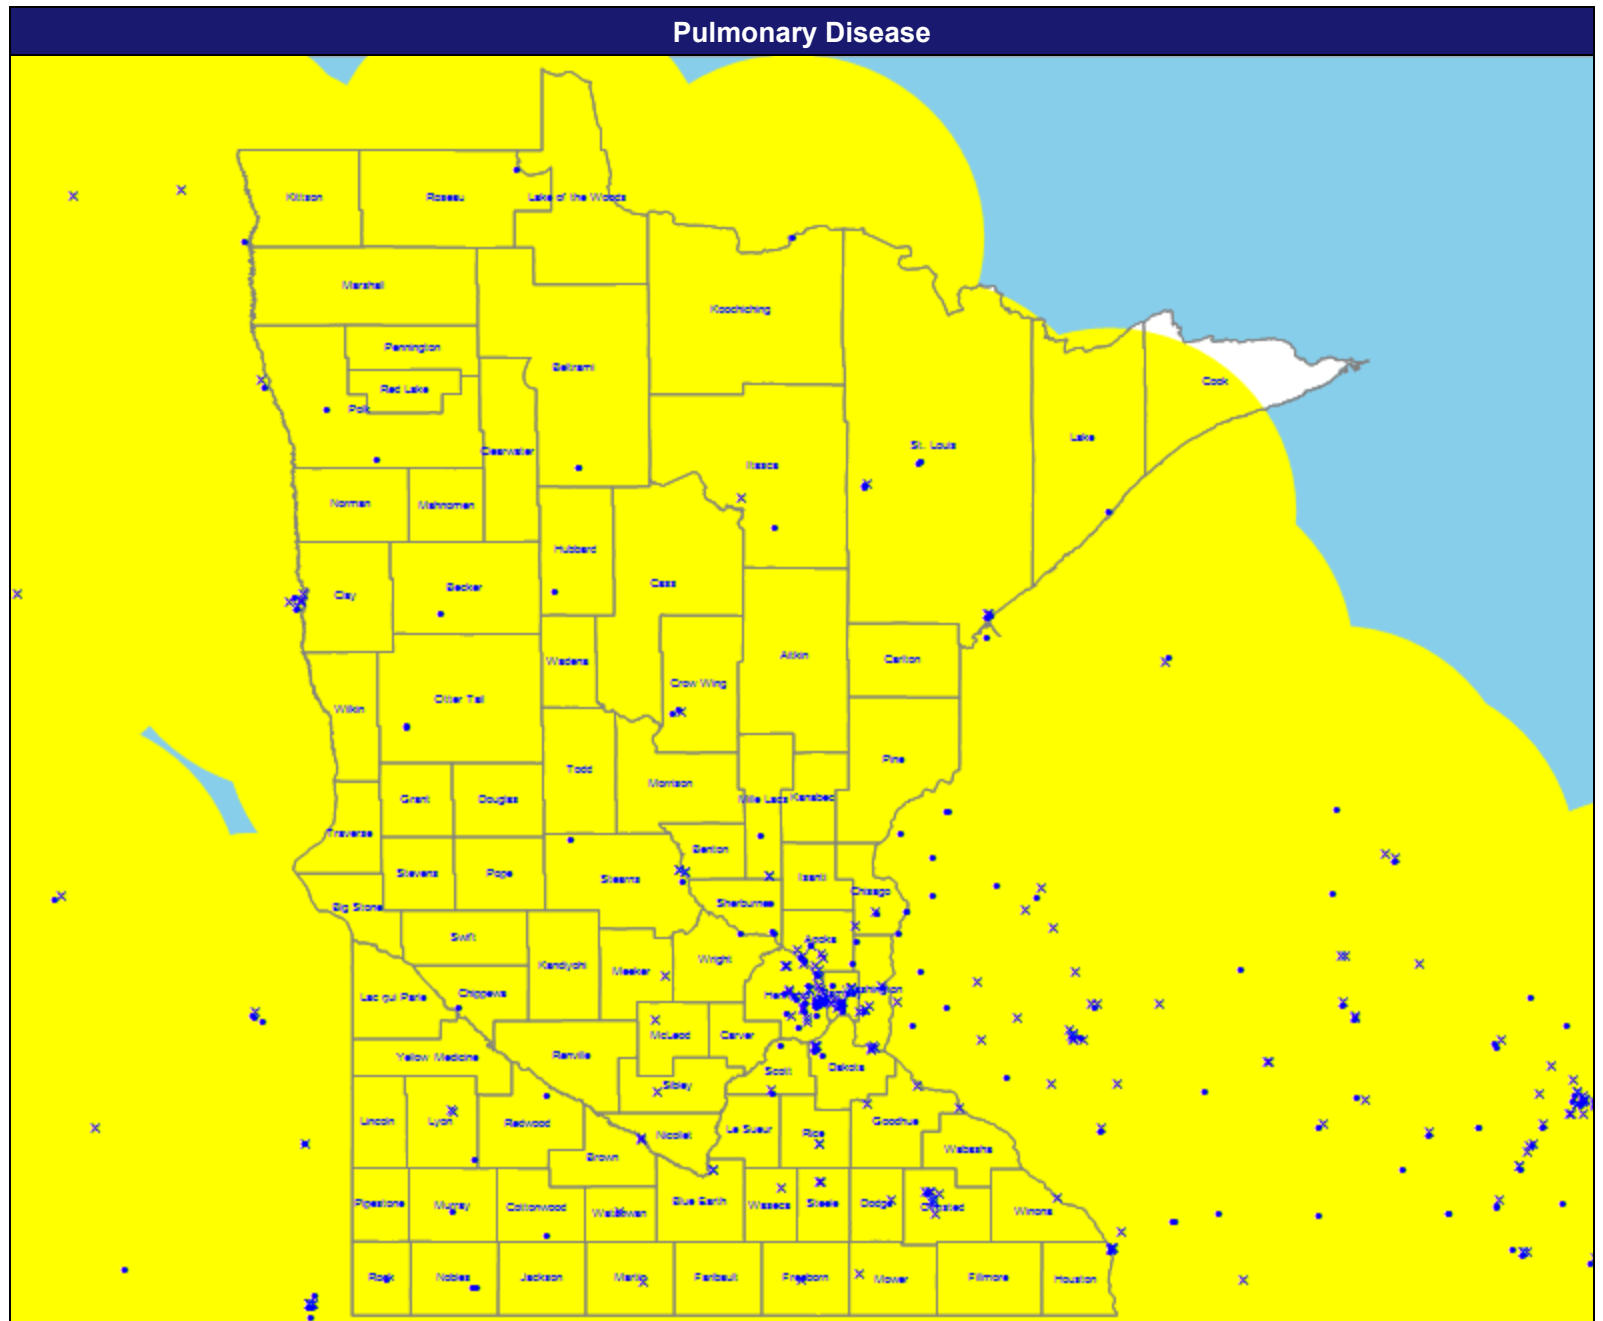 Pulmonary Disease
Kittson
Roseau
Lake of the Woods
Marshall
Koochiching
Pennington
Beltrami
Red Lake
Cook
Polk
Lake
St. Louis
Clearwater
Itasca
Norman
Mahnomen
Hubbard
Cass
Becker
Clay
Aitkin
Carlton
Wadena
Crow Wing
Otter Tail
Wilkin
Pine
Todd
Morrison
Grant
Douglas
Mille Lacs
Kanabec
Traverse
Benton
Stevens
Pope
Stearns
Isanti
Chisago
Big Stone
Sherburne
Swift
Anoka
Kandiyohi
Meeker
Wright
Lac qui Parle
Chippewa
McLeod
Carver
Yellow Medicine
Renville
Scott
Dakota
Sibley
Lincoln
Lyon
Redwood
Nicollet
Le Sueur
Rice
Goodhue
Brown
Wabasha
Pipestone
Murray
Cottonwood
Watonwan
Blue Earth
Waseca
Steele
Dodge
Olmsted
Winona
Rock
Nobles
Jackson
Martin
Faribault
Freeborn
Mower
Fillmore
Houston